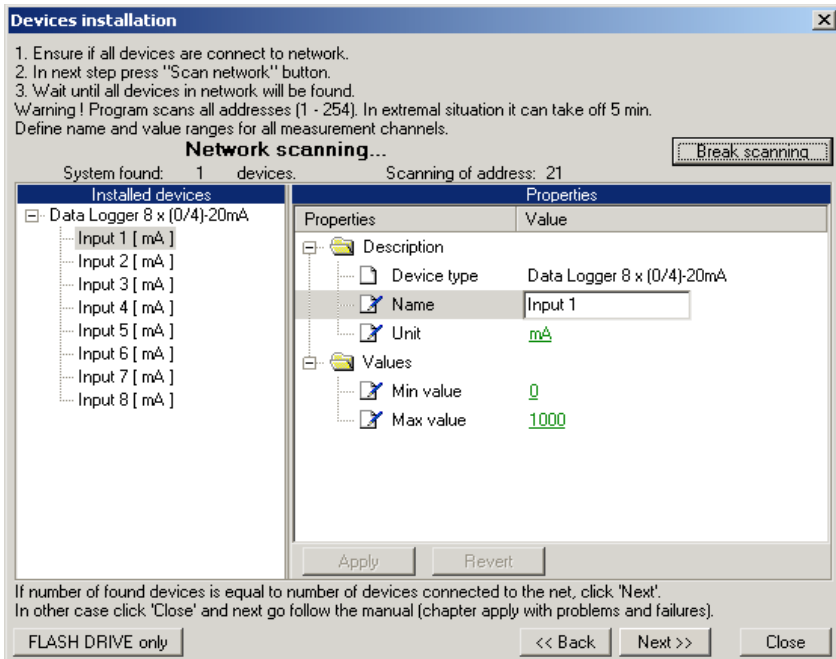 Devices installation
1. Ensure if all devices are connect to network.
2. In next step press "Scan network" button.
3. Wait until all devices in network will be found.
Warning ! Program scans all addresses (1 - 254). In extremal situation it can take off 5 min.
Define name and value ranges for all measurement channels.
Network scanning...
Break scanning
System found: 1 devices. Scanning of address: 21
Installed devices
Data Logger 8 x (0/4)-20mA
Input 1 [ mA ]
Input 2 [ mA ]
Input 3 [ mA ]
Input 4 [ mA ]
Input 5 [ mA ]
Input 6 [ mA ]
Input 7 [ mA ]
Input 8 [ mA ]
Properties
Properties Value
Description
Device type Data Logger 8 x (0/4)-20mA
Name Input 1
Unit mA
Values
Min value 0
Max value 1000
Apply Revert
If number of found devices is equal to number of devices connected to the net, click 'Next'.
In other case click 'Close' and next go follow the manual (chapter apply with problems and failures).
FLASH DRIVE only << Back Next >> Close